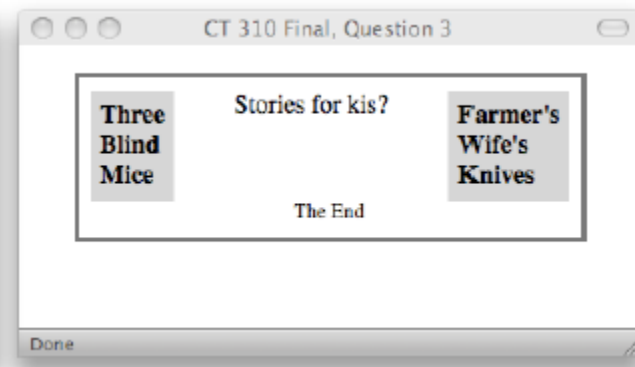 CT 310 Final, Question 3
Three
Blind
Mice
Stories for kis?
Farmer's
Wife's
Knives
The End
Done